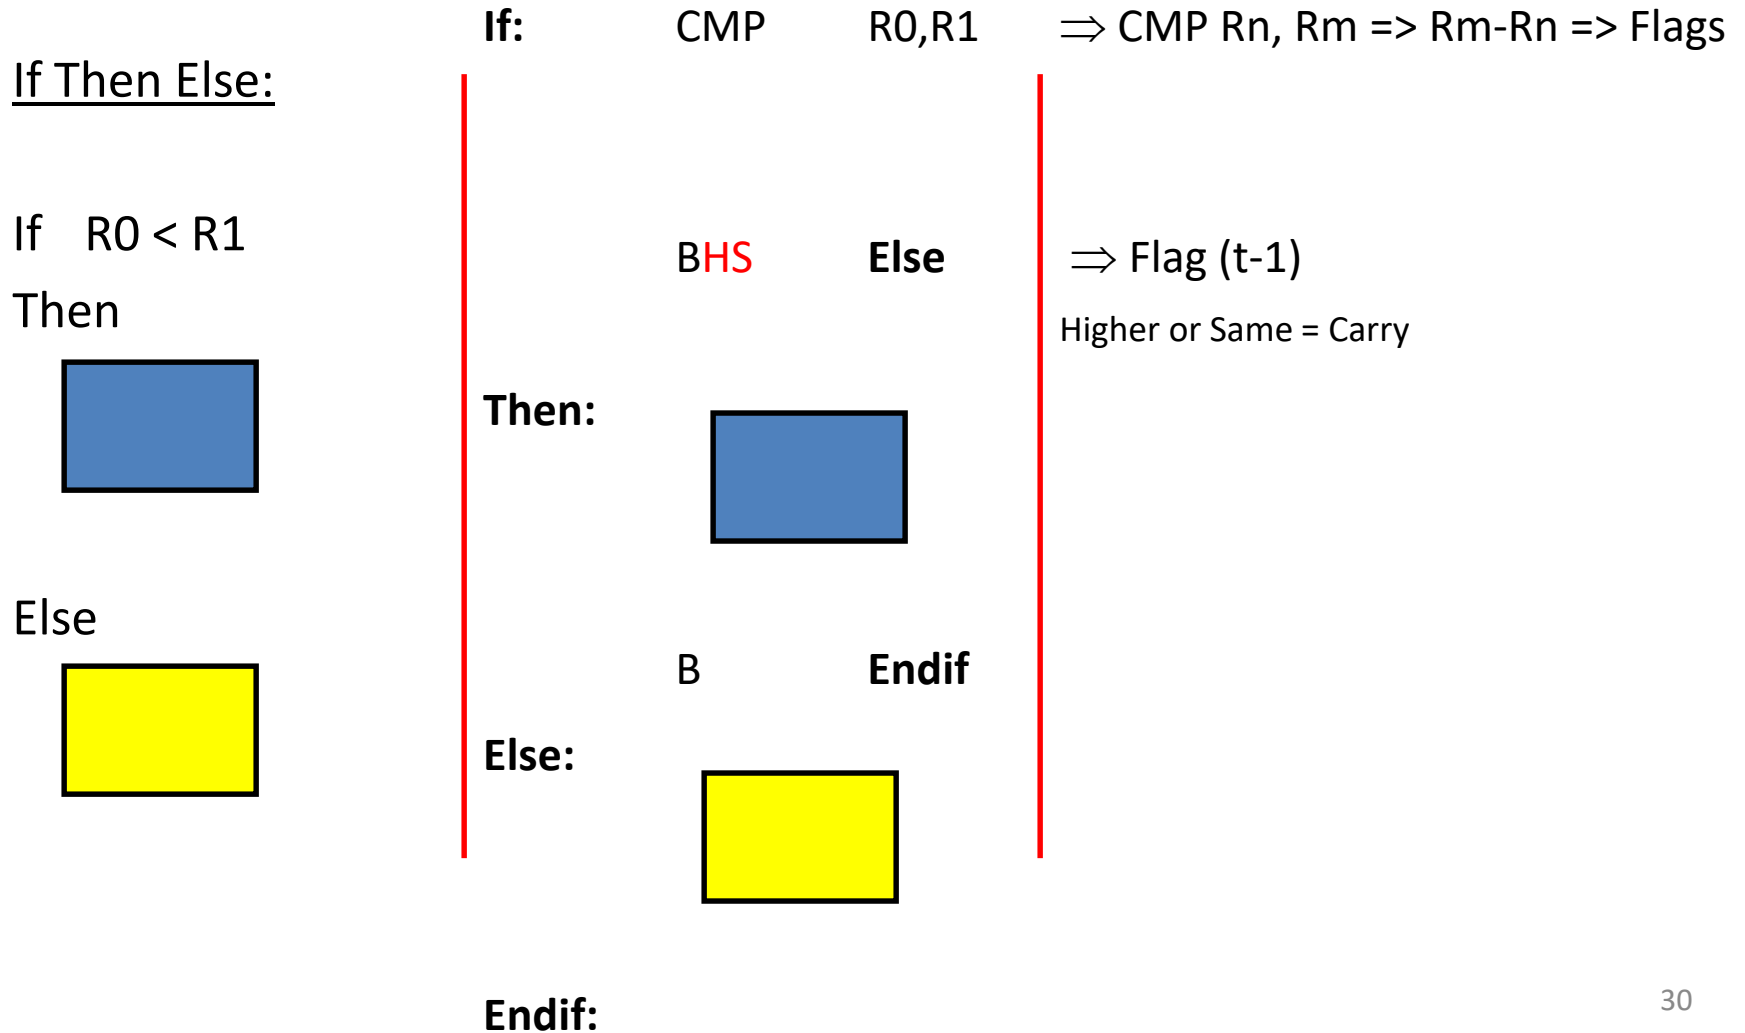 If Then Else:
If R0 < R1
Then
Else
If: CMP R0,R1 ⇒ CMP Rn, Rm => Rm-Rn => Flags
BHS Else ⇒ Flag (t-1)
Higher or Same = Carry
Then:
B Endif
Else:
Endif:
30